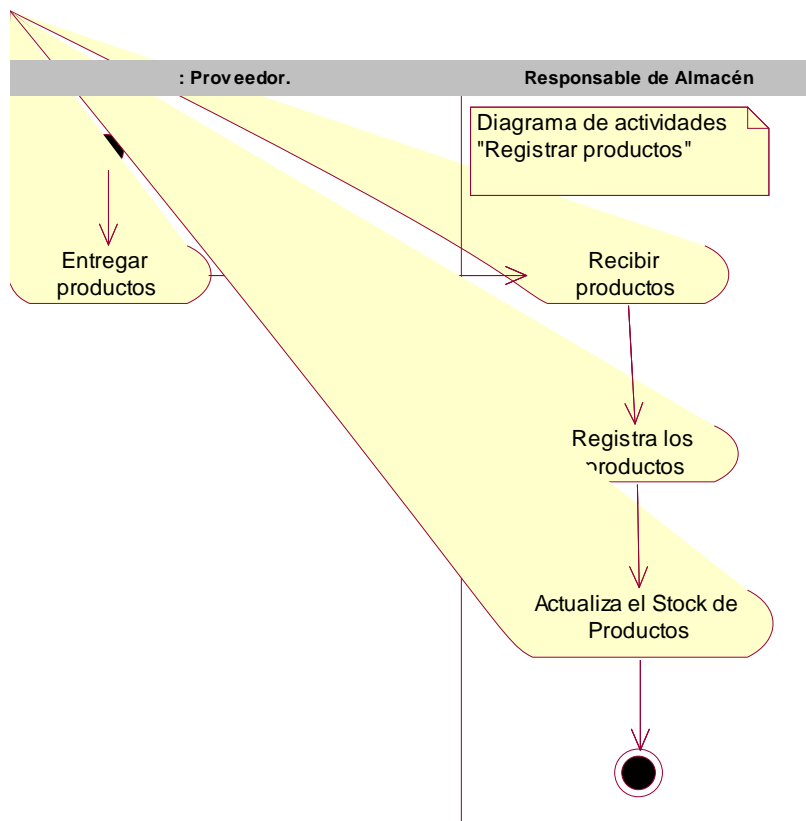 : Proveedor.
Responsable de Almacén
Diagrama de actividades
"Registrar productos"
Entregar
productos
Recibir
productos
Registra los
productos
Actualiza el Stock de
Productos